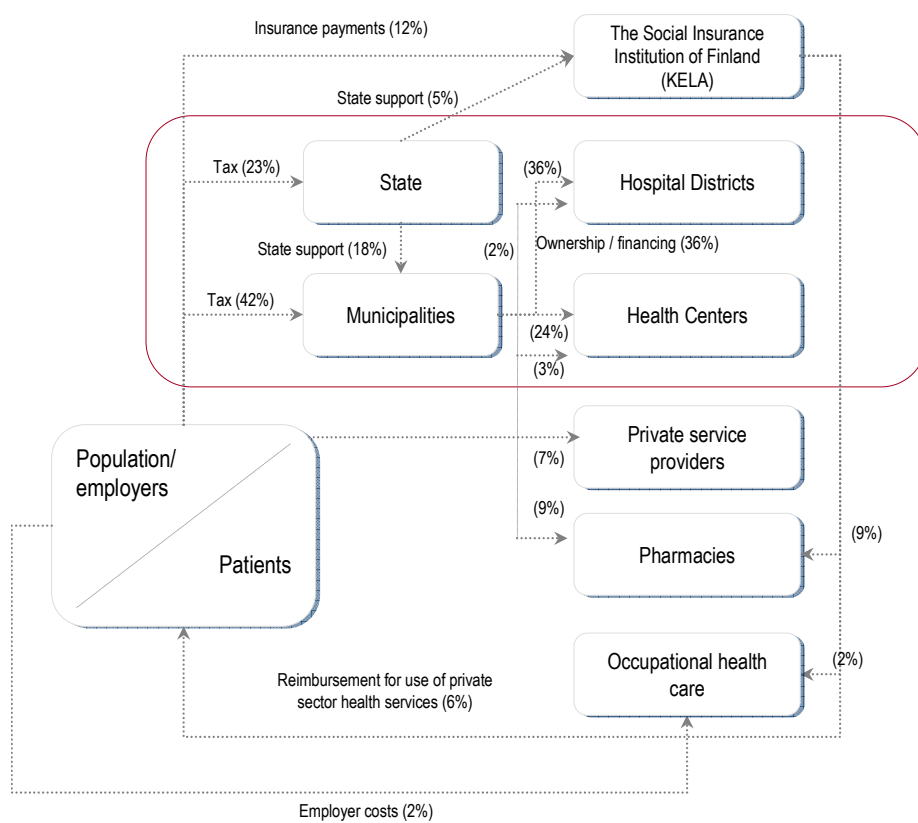 Insurance payments (12%)
The Social Insurance
Institution of Finland
(KELA)
State support (5%)
Tax (23%)
State
(36%)
Hospital Districts
State support (18%)
(2%)
Ownership / financing (36%)
Tax (42%)
Municipalities
Health Centers
(24%)
(3%)
Population/
employers
Patients
Private service
providers
(7%)
(9%)
Pharmacies
(9%)
Occupational health
care
(2%)
Reimbursement for use of private
sector health services (6%)
Employer costs (2%)